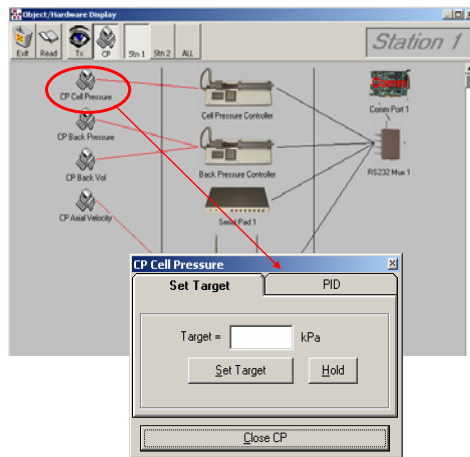 Object/Hardware Display
Exit Read Tx CP Stn 1 Stn 2 ALL
Station 1
CP Cell Pressure
Cell Pressure Controller
Comm
Comm Port 1
CP Back Pressure
Back Pressure Controller
RS232 Mux 1
CP Back Vol
CP Axial Velocity
Serial Pad 1
CP Cell Pressure
Set Target PID
Target = kPa
Set Target Hold
Close CP